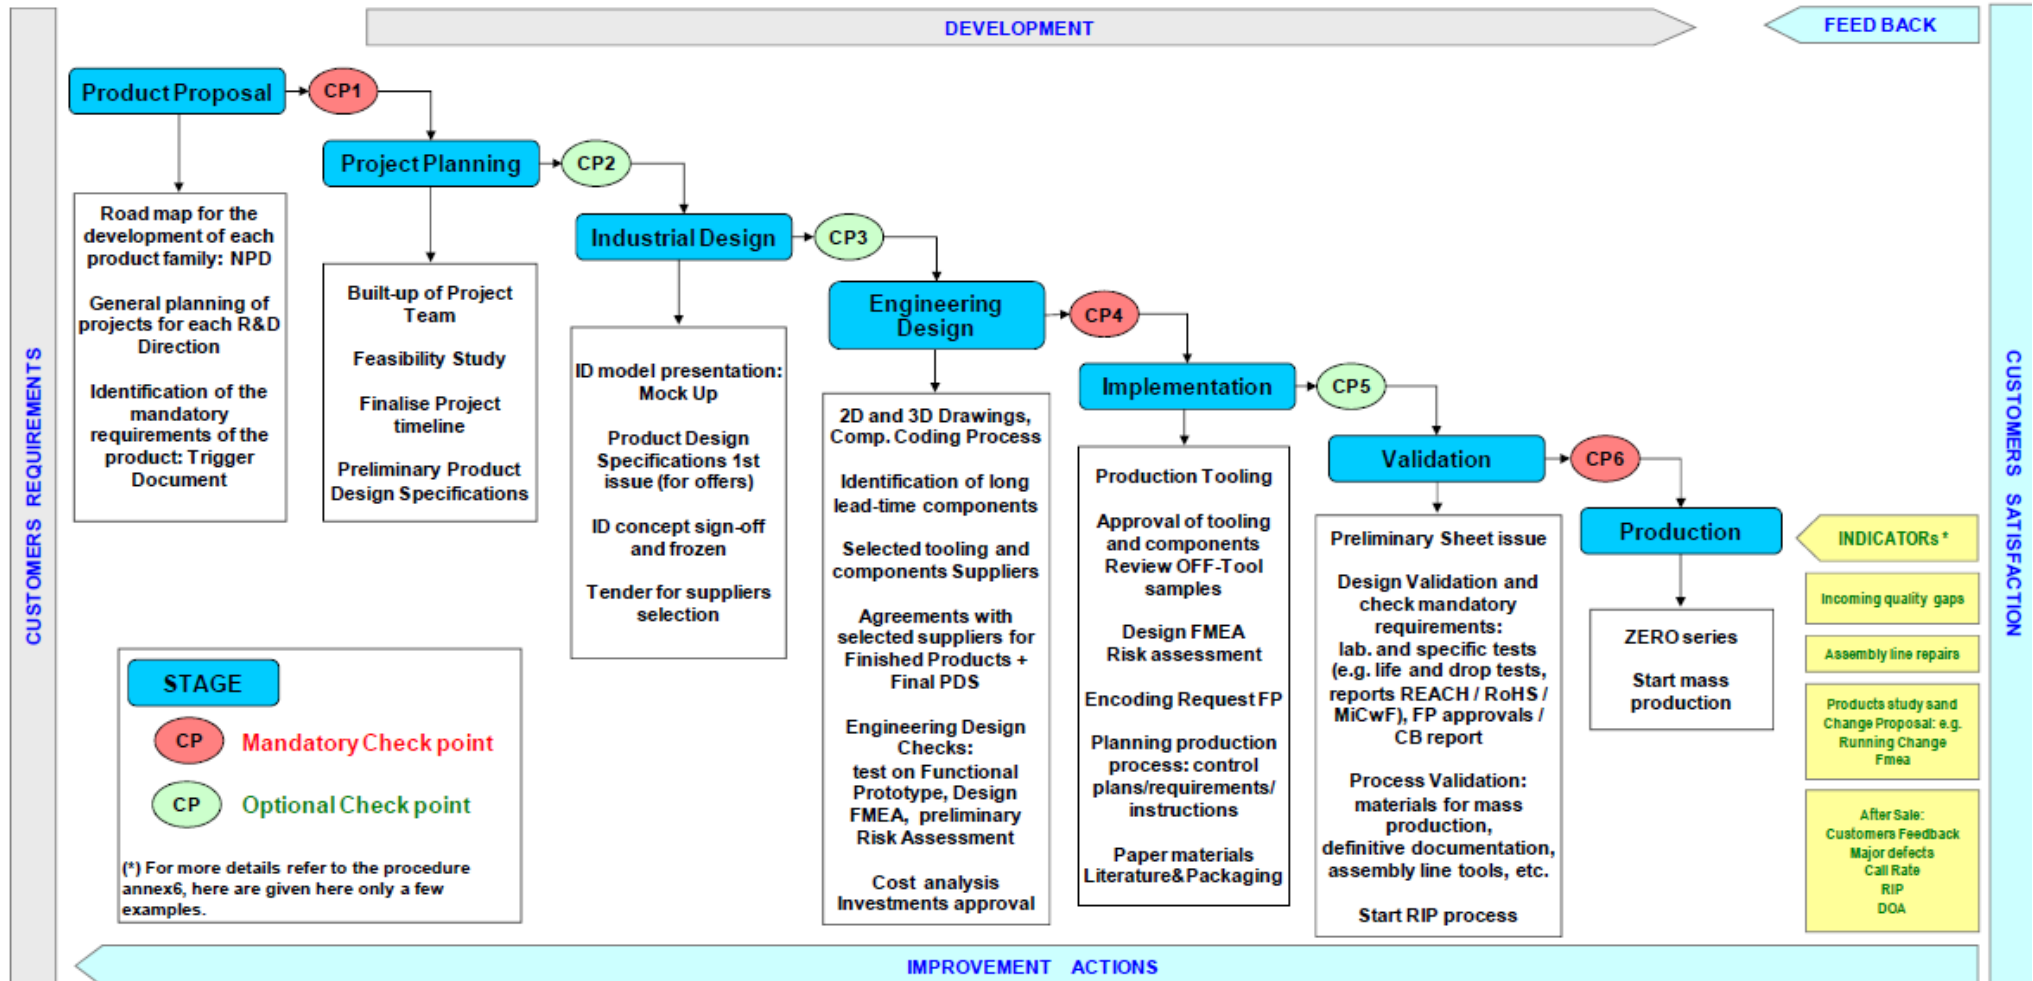 DEVELOPMENT
FEED BACK
CUSTOMERS REQUIREMENTS
CUSTOMERS SATISFACTION
Product Proposal
CP1
Road map for the
development of each
product family: NPD
General planning of
projects for each R&D
Direction
Identification of the
mandatory
requirements of the
product: Trigger
Document
Project Planning
CP2
Built-up of Project
Team
Feasibility Study
Finalise Project
timeline
Preliminary Product
Design Specifications
Industrial Design
CP3
ID model presentation:
Mock Up
Product Design
Specifications 1st
issue (for offers)
ID concept sign-off
and frozen
Tender for suppliers
selection
Engineering
Design
CP4
2D and 3D Drawings,
Comp. Coding Process
Identification of long
lead-time components
Selected tooling and
components Suppliers
Agreements with
selected suppliers for
Finished Products +
Final PDS
Engineering Design
Checks:
test on Functional
Prototype, Design
FMEA, preliminary
Risk Assessment
Cost analysis
Investments approval
Implementation
CP5
Production Tooling
Approval of tooling
and components
Review OFF-Tool
samples
Design FMEA
Risk assessment
Encoding Request FP
Planning production
process: control
plans/requirements/
instructions
Paper materials
Literature&Packaging
Validation
CP6
Preliminary Sheet issue
Design Validation and
check mandatory
requirements:
lab. and specific tests
(e.g. life and drop tests,
reports REACH / RoHS /
MiCwF), FP approvals /
CB report
Process Validation:
materials for mass
production,
definitive documentation,
assembly line tools, etc.
Start RIP process
Production
ZERO series
Start mass
production
INDICATORs *
Incoming quality gaps
Assembly line repairs
Products study sand
Change Proposal: e.g.
Running Change
Fmea
After Sale:
Customers Feedback
Major defects
Call Rate
RIP
DOA
STAGE
CP Mandatory Check point
CP Optional Check point
(*) For more details refer to the procedure
annex6, here are given here only a few
examples.
IMPROVEMENT ACTIONS